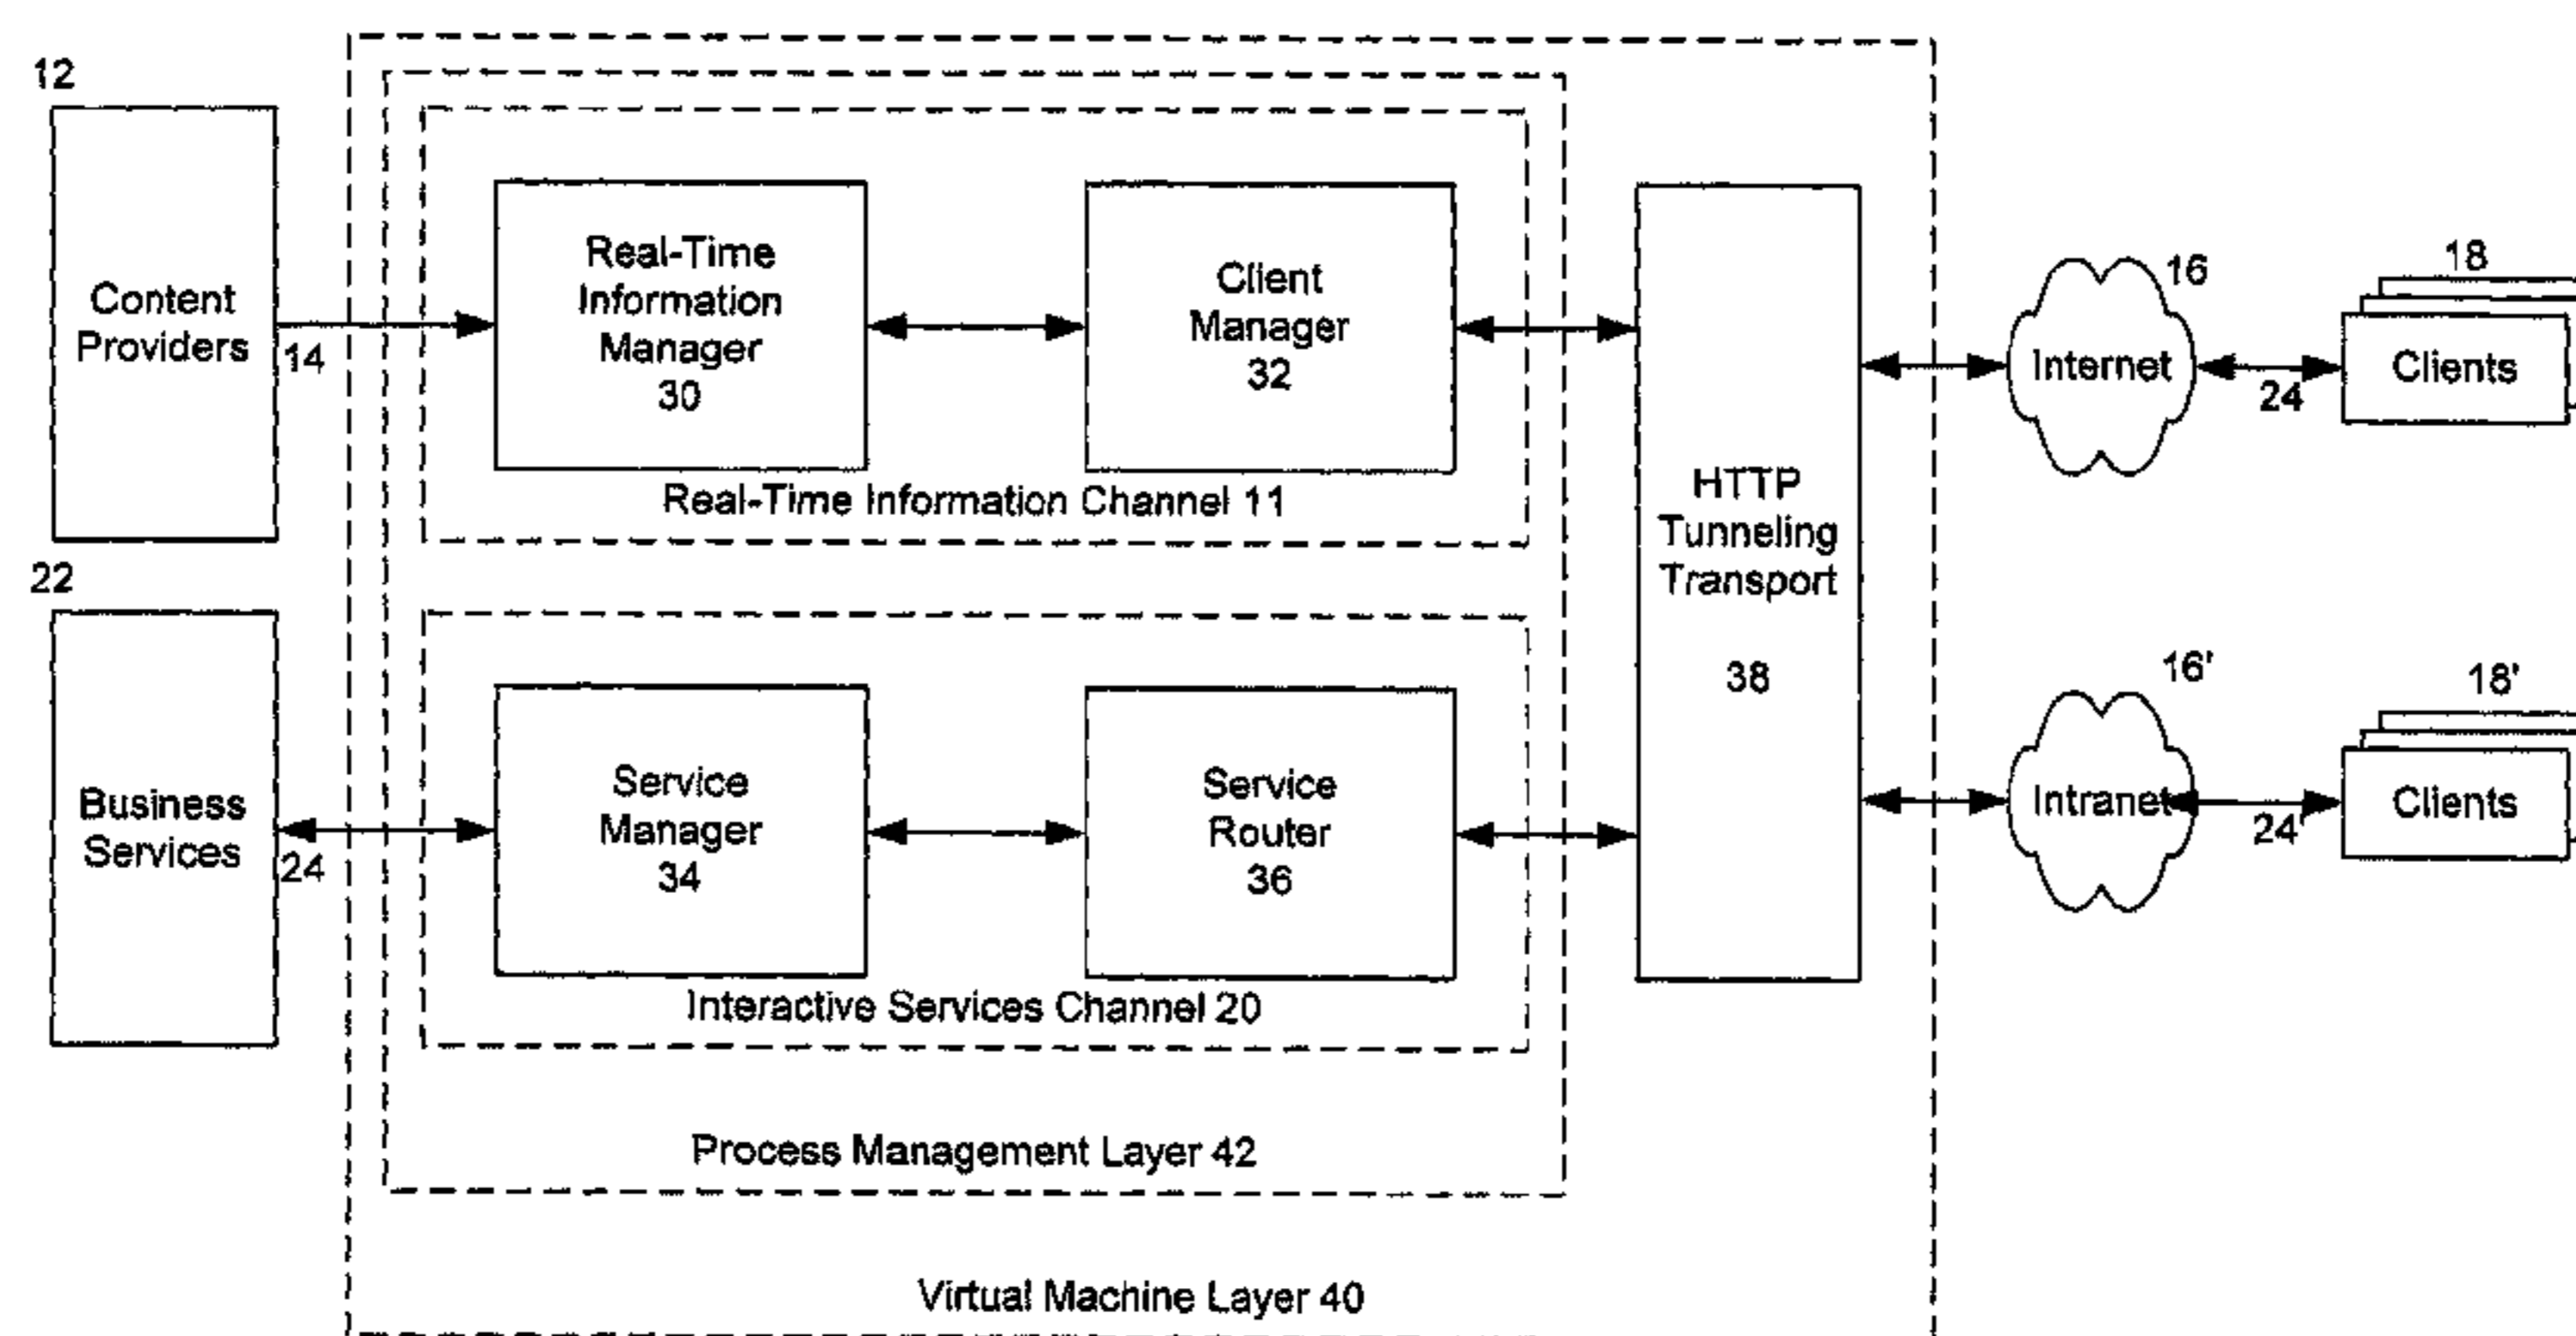 12
Content
Providers
14
Real-Time
Information
Manager
30
Client
Manager
32
Real-Time Information Channel 11
22
Business
Services
24
Service
Manager
34
Service
Router
36
Interactive Services Channel 20
Process Management Layer 42
Virtual Machine Layer 40
HTTP
Tunneling
Transport
38
16
Internet
24
18
Clients
16'
Intranet
24'
18'
Clients